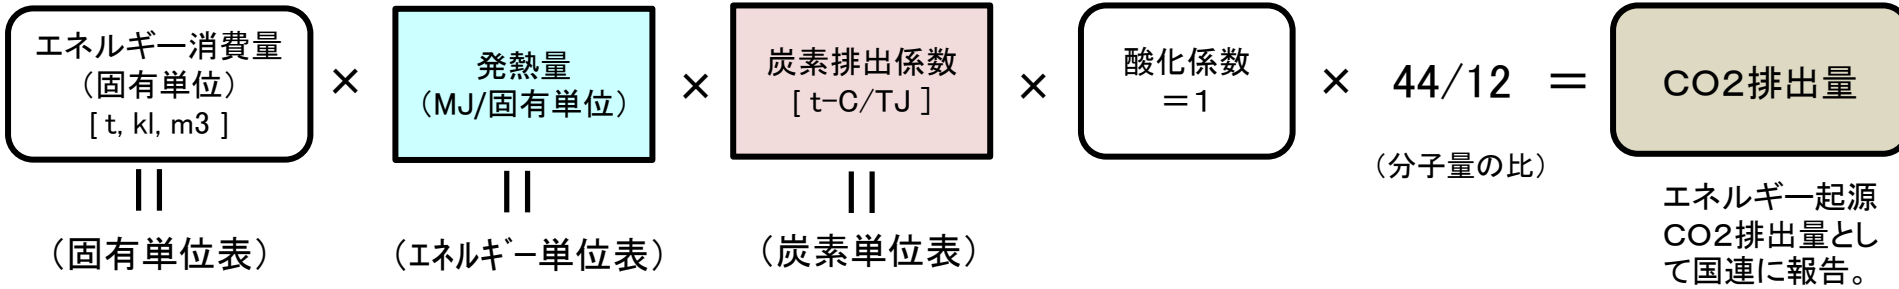 エネルギー消費量
（固有単位）
[ t, kl, m3 ]
×
発熱量
（MJ/固有単位）
×
炭素排出係数
[ t-C/TJ ]
×
酸化係数
＝1
×
44/12
＝
CO2排出量
（分子量の比）
||
（固有単位表）
||
（ｴﾈﾙｷﾞｰ単位表）
||
（炭素単位表）
エネルギー起源
CO2排出量とし
て国連に報告。